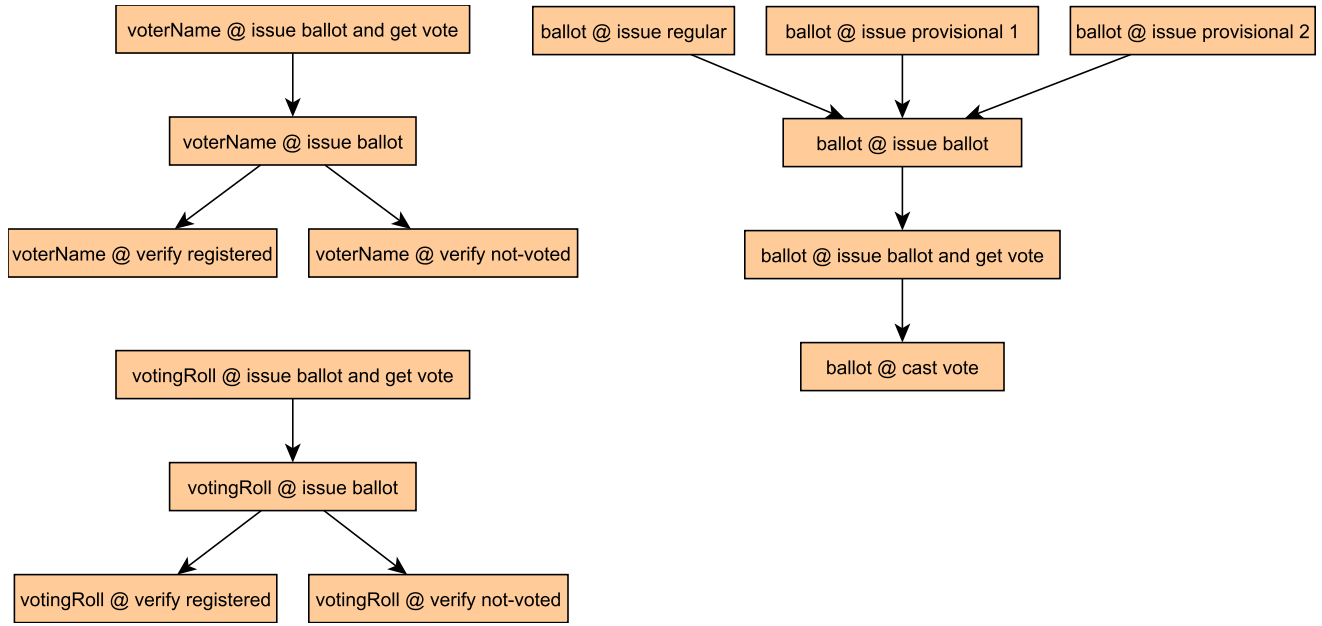 voterName @ issue ballot and get vote
voterName @ issue ballot
voterName @ verify registered
voterName @ verify not-voted
votingRoll @ issue ballot and get vote
votingRoll @ issue ballot
votingRoll @ verify registered
votingRoll @ verify not-voted
ballot @ issue regular
ballot @ issue provisional 1
ballot @ issue provisional 2
ballot @ issue ballot
ballot @ issue ballot and get vote
ballot @ cast vote